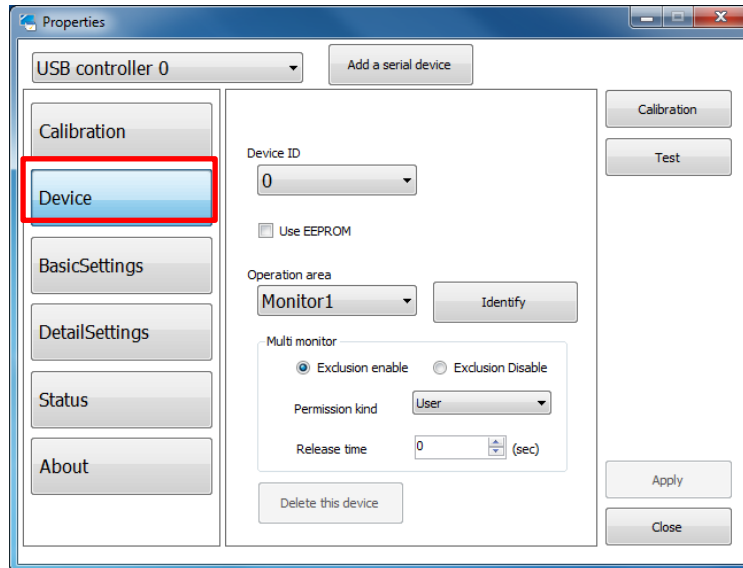 Properties
USB controller 0
Add a serial device
Calibration
Device
BasicSettings
DetailSettings
Status
About
Device ID
0
Use EEPROM
Operation area
Monitor1
Identify
Multi monitor
Exclusion enable
Exclusion Disable
Permission kind
User
Release time
0
(sec)
Delete this device
Calibration
Test
Apply
Close